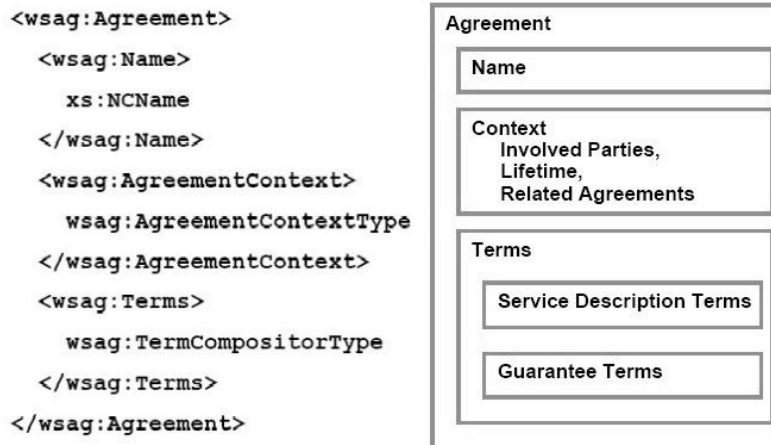 <wsag:Agreement>
<wsag:Name>
xs:NCName
</wsag:Name>
<wsag:AgreementContext>
wsag:AgreementContextType
</wsag:AgreementContext>
<wsag:Terms>
wsag:TermCompositorType
</wsag:Terms>
</wsag:Agreement>
Agreement
Name
Context
Involved Parties,
Lifetime,
Related Agreements
Terms
Service Description Terms
Guarantee Terms